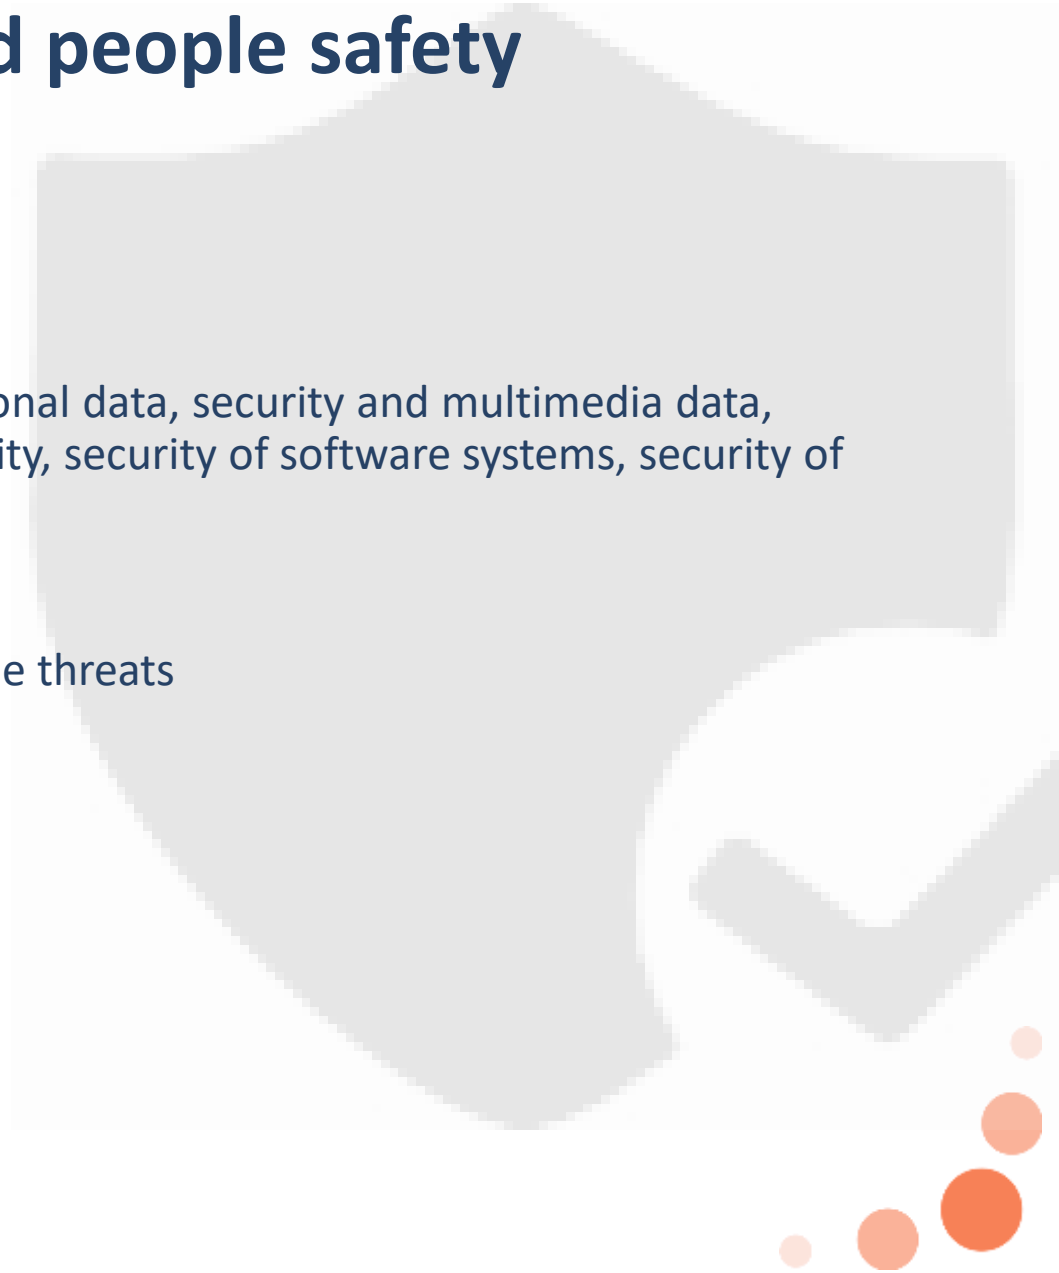 d people safety
onal data, security and multimedia data,
ity, security of software systems, security of
e threats